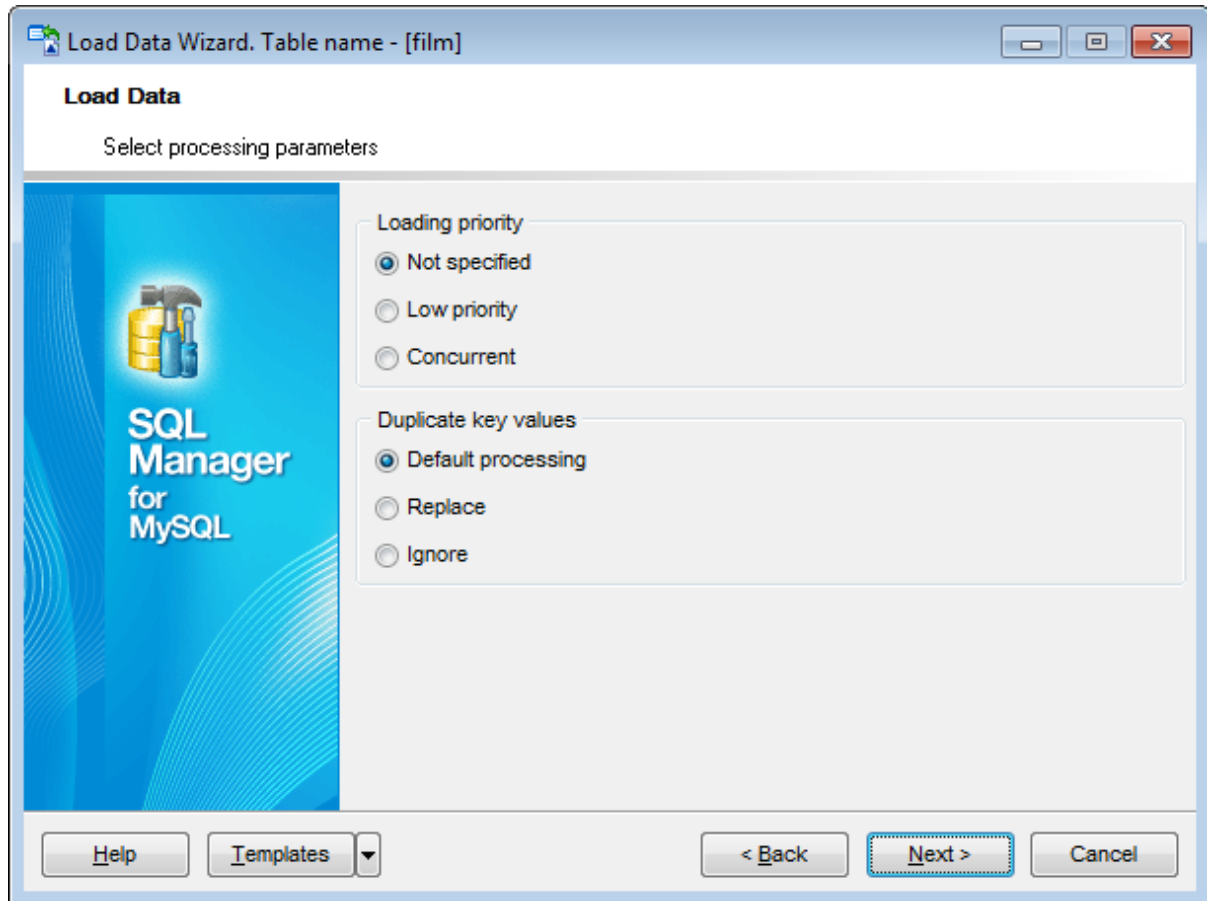 Load Data Wizard. Table name - [film]
Load Data
Select processing parameters
SQL
Manager
for
MySQL
Loading priority
Not specified
Low priority
Concurrent
Duplicate key values
Default processing
Replace
Ignore
Help
Templates
< Back
Next >
Cancel